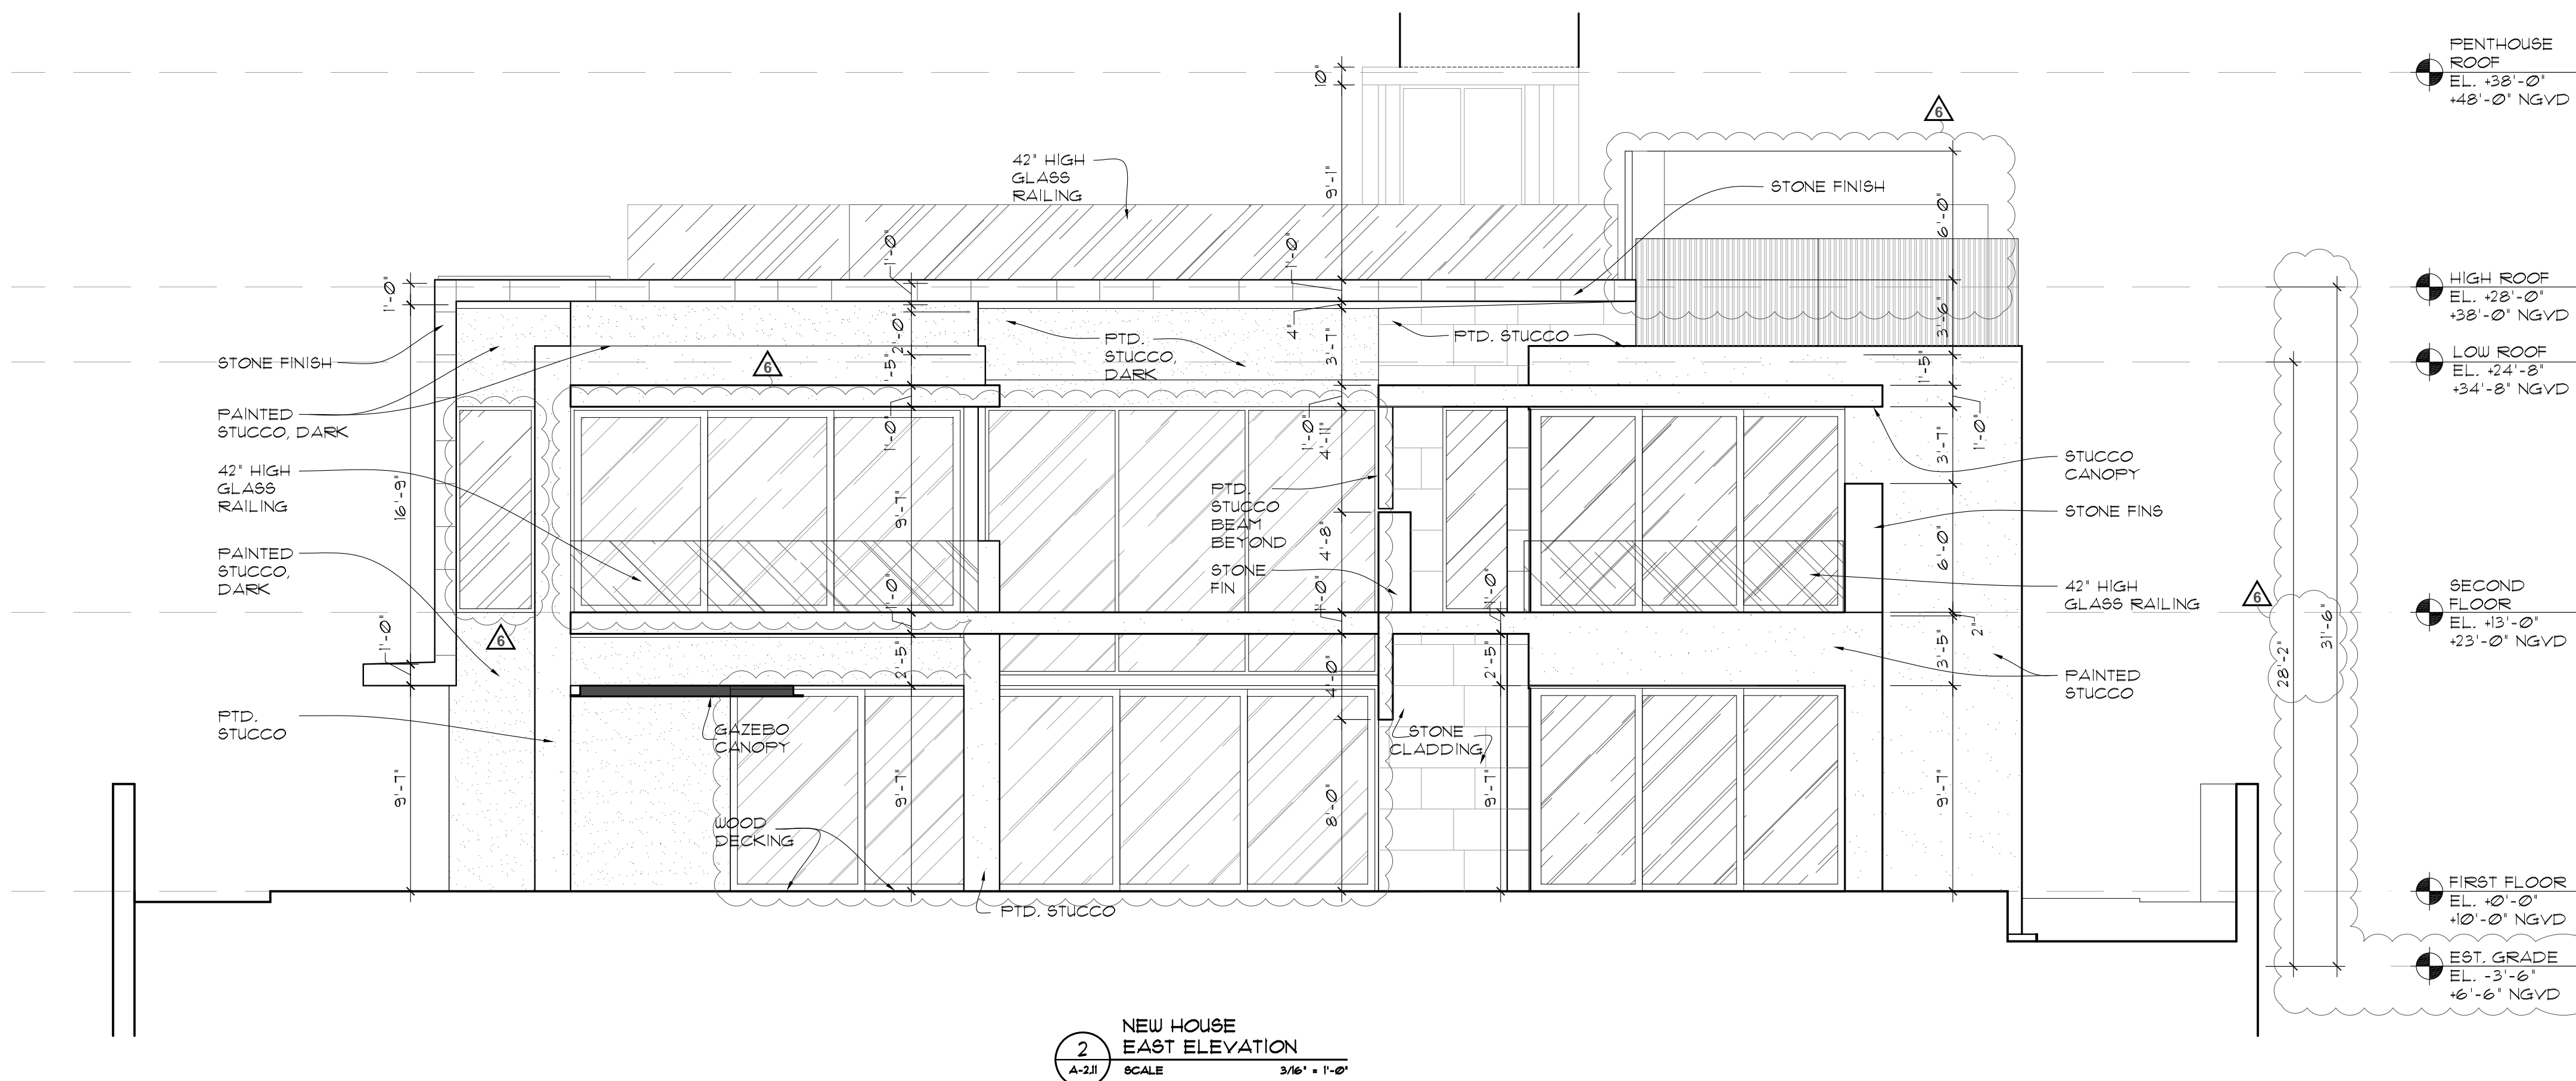 PENTHOUSE
ROOF
EL. +38'-0"
+48'-0" NGVD
6
10"
42" HIGH
GLASS
RAILING
9'-1"
STONE FINISH
6'-0"
1'-0"
1'-0"
1'-0"
HIGH ROOF
EL. +28'-0"
+38'-0" NGVD
4"
2'-0"
3'-7"
3'-6"
PTD. STUCCO
PTD.
STUCCO,
DARK
STONE FINISH
6
1'-5"
1'-5"
LOW ROOF
EL. +24'-8"
+34'-8" NGVD
PAINTED
STUCCO, DARK
1'-0"
1'-0"
4'-11"
3'-7"
1'-0"
42" HIGH
GLASS
RAILING
16'-9"
9'-7"
PTD.
STUCCO
BEAM
BEYOND
STUCCO
CANOPY
STONE FINS
4'-8"
6'-0"
PAINTED
STUCCO,
DARK
STONE
FIN
42" HIGH
GLASS RAILING
6
SECOND
FLOOR
EL. +13'-0"
+23'-0" NGVD
1'-0"
1'-0"
1'-0"
1'-0"
2"
31'-6"
28'-2"
6
2'-5"
4'-0"
2'-5"
3'-5"
PAINTED
STUCCO
PTD.
STUCCO
GAZEBO
CANOPY
STONE
CLADDING
9'-7"
9'-7"
8'-0"
9'-7"
9'-7"
WOOD
DECKING
PTD. STUCCO
FIRST FLOOR
EL. +0'-0"
+10'-0" NGVD
EST. GRADE
EL. -3'-6"
+6'-6" NGVD
2
A-2.11
NEW HOUSE
EAST ELEVATION
SCALE 3/16" = 1'-0"